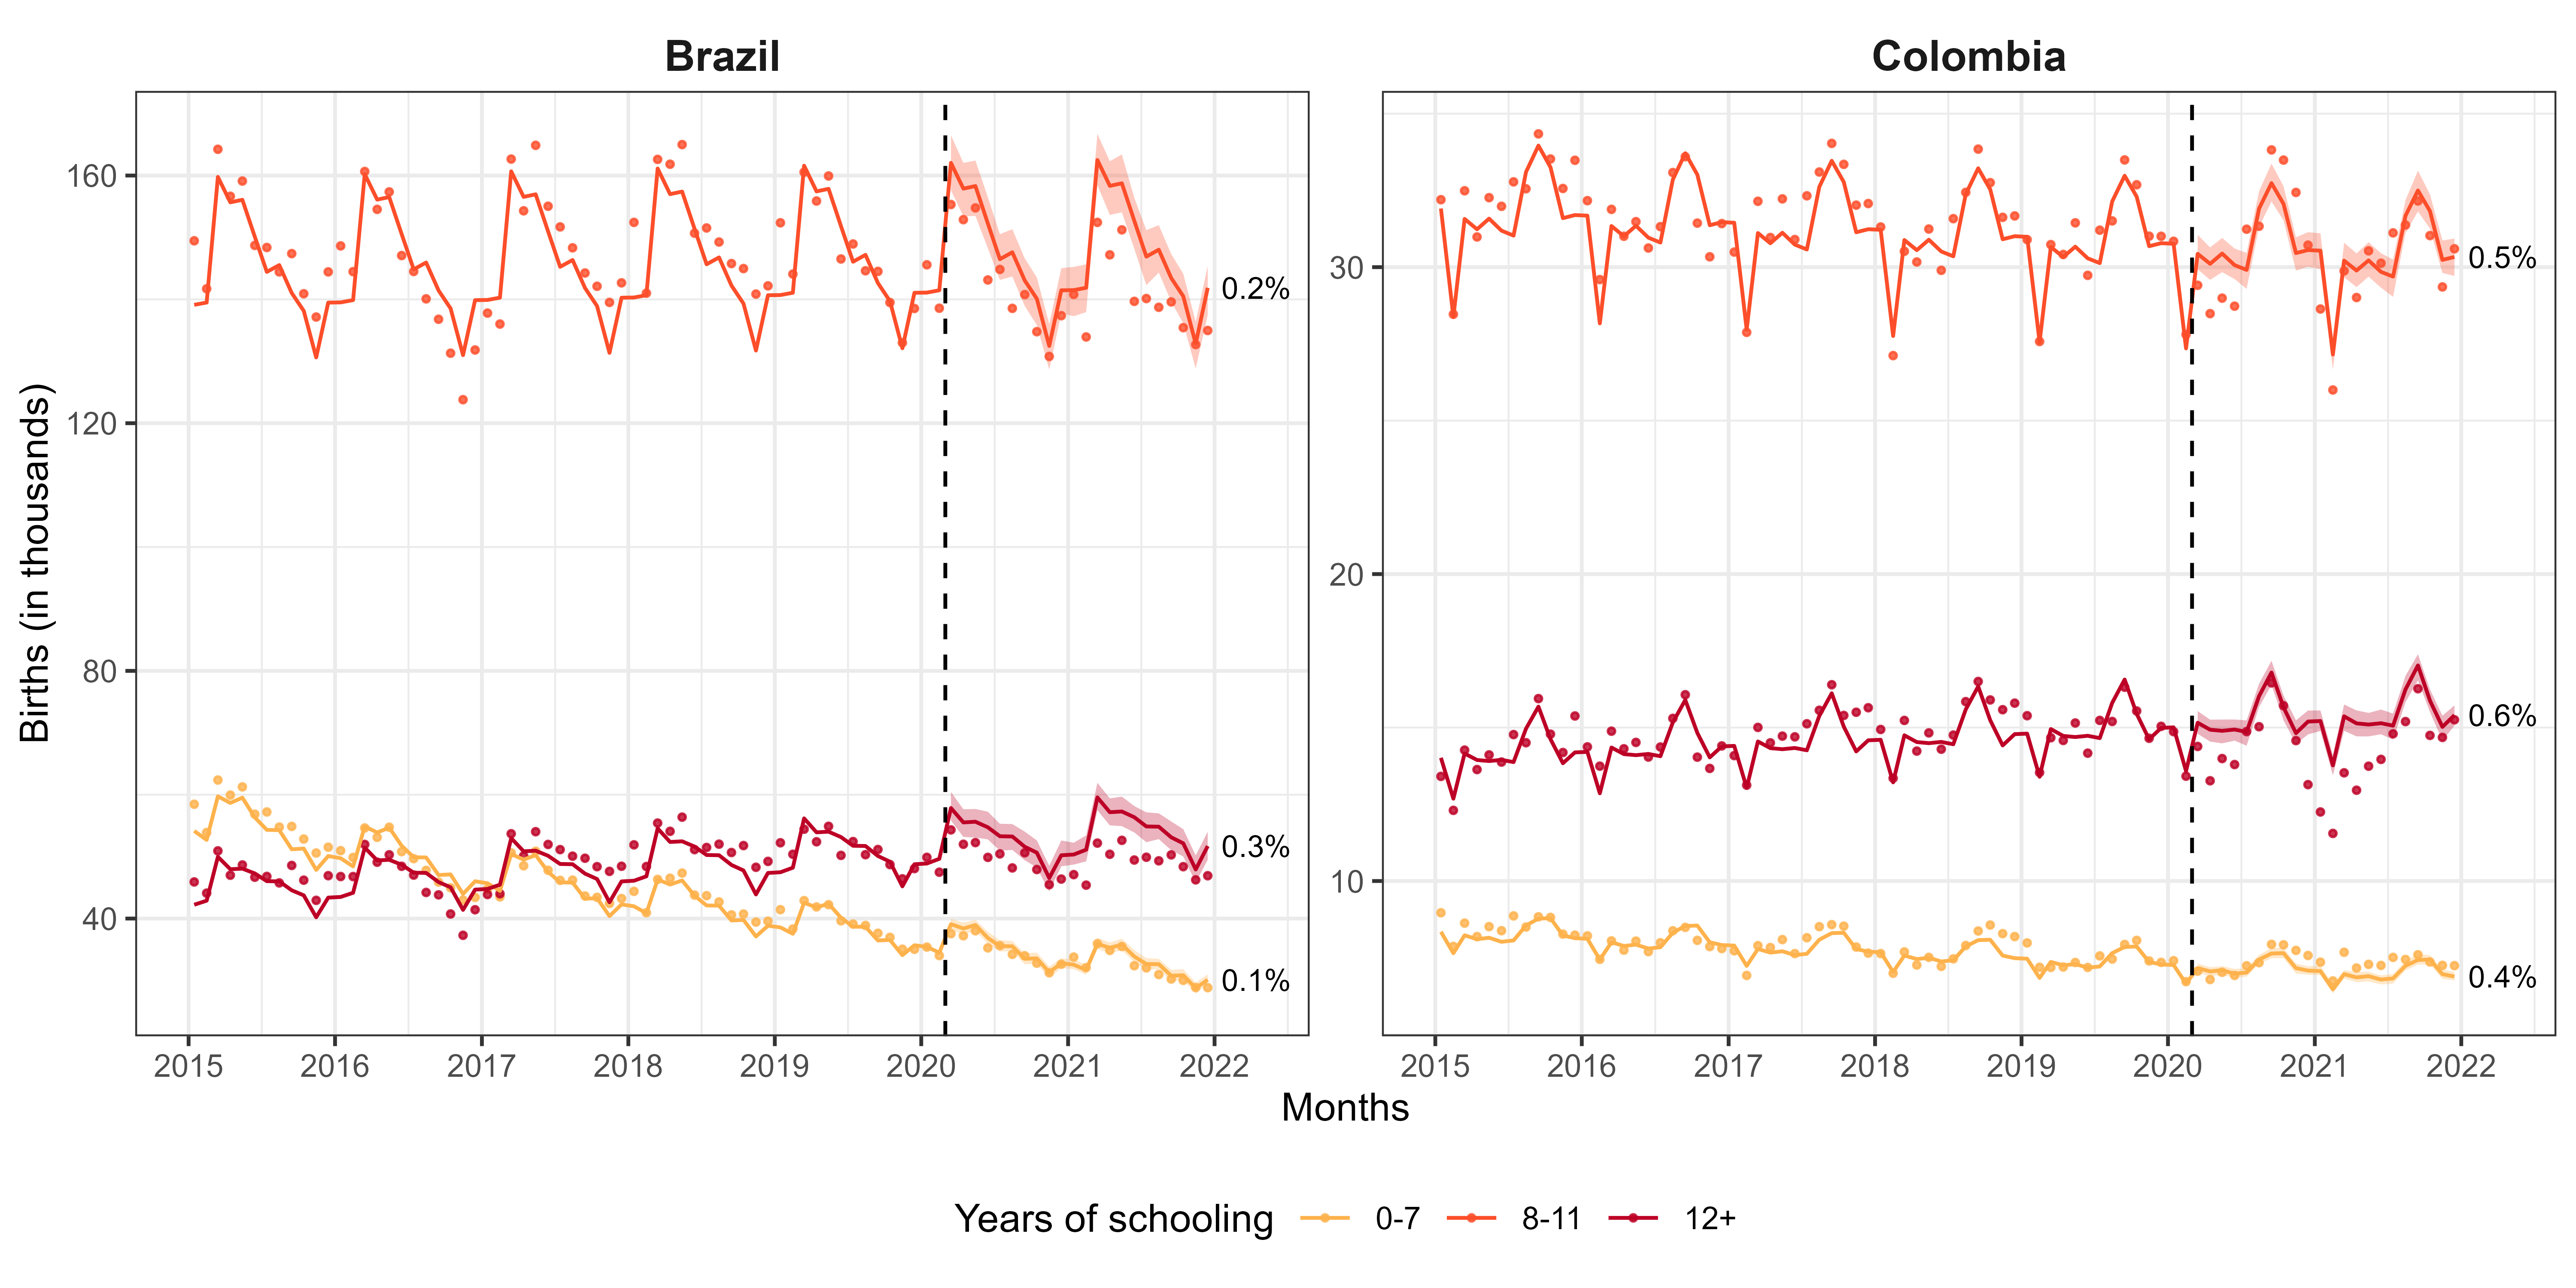 Brazil
Colombia
Births (in thousands)
160
120
80
40
0.2%
0.3%
0.1%
30
20
10
0.5%
0.6%
0.4%
2015 2016 2017 2018 2019 2020 2021 2022
2015 2016 2017 2018 2019 2020 2021 2022
Months
Years of schooling 0-7 8-11 12+